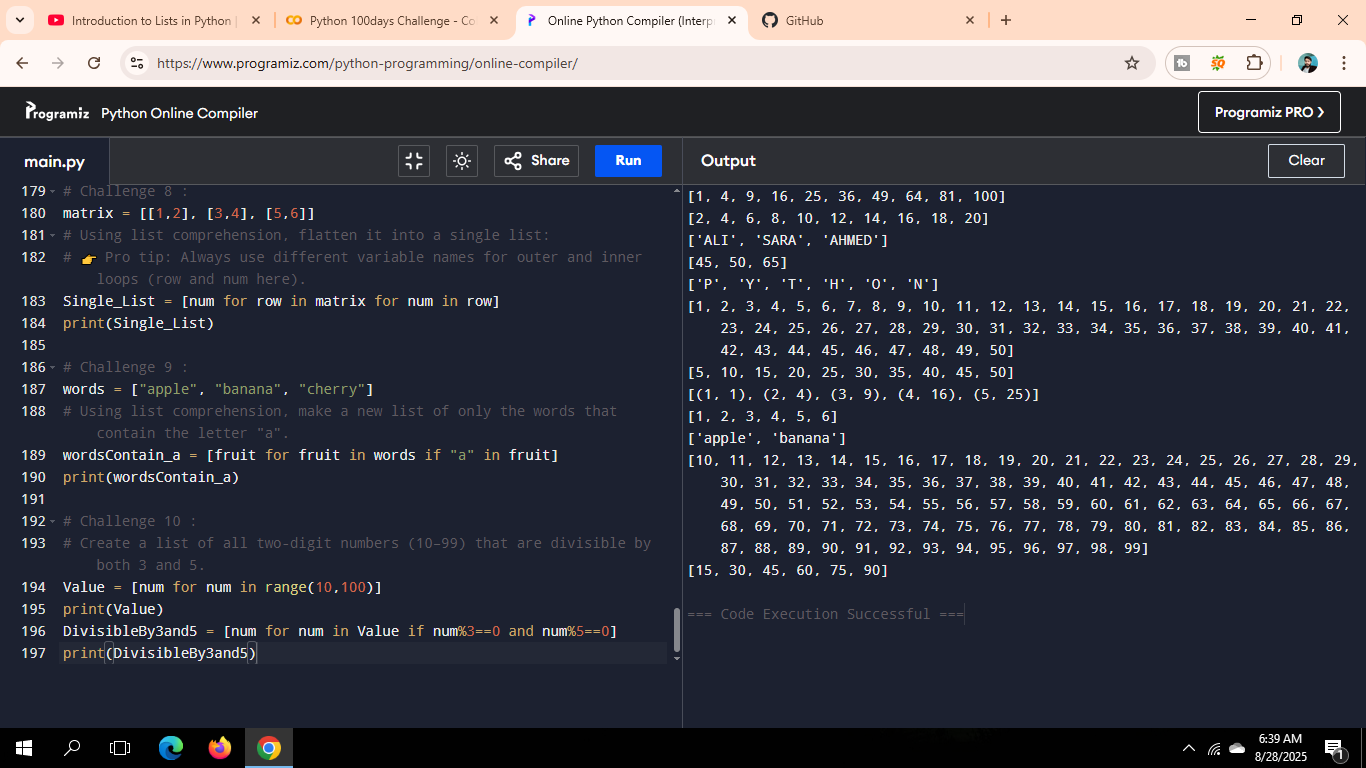 Introduction to Lists in Python |
Python 100days Challenge - Co
Online Python Compiler (Interp
GitHub
https://www.programiz.com/python-programming/online-compiler/
Programiz Python Online Compiler
Programiz PRO >
main.py
Share
Run
Output
Clear
179 # Challenge 8 :
180 matrix = [[1,2], [3,4], [5,6]]
181 # Using list comprehension, flatten it into a single list:
182 # 👉 Pro tip: Always use different variable names for outer and inner
loops (row and num here).
183 Single_List = [num for row in matrix for num in row]
184 print(Single_List)
185
186 # Challenge 9 :
187 words = ["apple", "banana", "cherry"]
188 # Using list comprehension, make a new list of only the words that
contain the letter "a".
189 wordsContain_a = [fruit for fruit in words if "a" in fruit]
190 print(wordsContain_a)
191
192 # Challenge 10 :
193 # Create a list of all two-digit numbers (10–99) that are divisible by
both 3 and 5.
194 Value = [num for num in range(10,100)]
195 print(Value)
196 DivisibleBy3and5 = [num for num in Value if num%3==0 and num%5==0]
197 print(DivisibleBy3and5)
[1, 4, 9, 16, 25, 36, 49, 64, 81, 100]
[2, 4, 6, 8, 10, 12, 14, 16, 18, 20]
['ALI', 'SARA', 'AHMED']
[45, 50, 65]
['P', 'Y', 'T', 'H', 'O', 'N']
[1, 2, 3, 4, 5, 6, 7, 8, 9, 10, 11, 12, 13, 14, 15, 16, 17, 18, 19, 20, 21, 22,
23, 24, 25, 26, 27, 28, 29, 30, 31, 32, 33, 34, 35, 36, 37, 38, 39, 40, 41,
42, 43, 44, 45, 46, 47, 48, 49, 50]
[5, 10, 15, 20, 25, 30, 35, 40, 45, 50]
[(1, 1), (2, 4), (3, 9), (4, 16), (5, 25)]
[1, 2, 3, 4, 5, 6]
['apple', 'banana']
[10, 11, 12, 13, 14, 15, 16, 17, 18, 19, 20, 21, 22, 23, 24, 25, 26, 27, 28, 29,
30, 31, 32, 33, 34, 35, 36, 37, 38, 39, 40, 41, 42, 43, 44, 45, 46, 47, 48,
49, 50, 51, 52, 53, 54, 55, 56, 57, 58, 59, 60, 61, 62, 63, 64, 65, 66, 67,
68, 69, 70, 71, 72, 73, 74, 75, 76, 77, 78, 79, 80, 81, 82, 83, 84, 85, 86,
87, 88, 89, 90, 91, 92, 93, 94, 95, 96, 97, 98, 99]
[15, 30, 45, 60, 75, 90]
=== Code Execution Successful ===
6:39 AM
8/28/2025
1